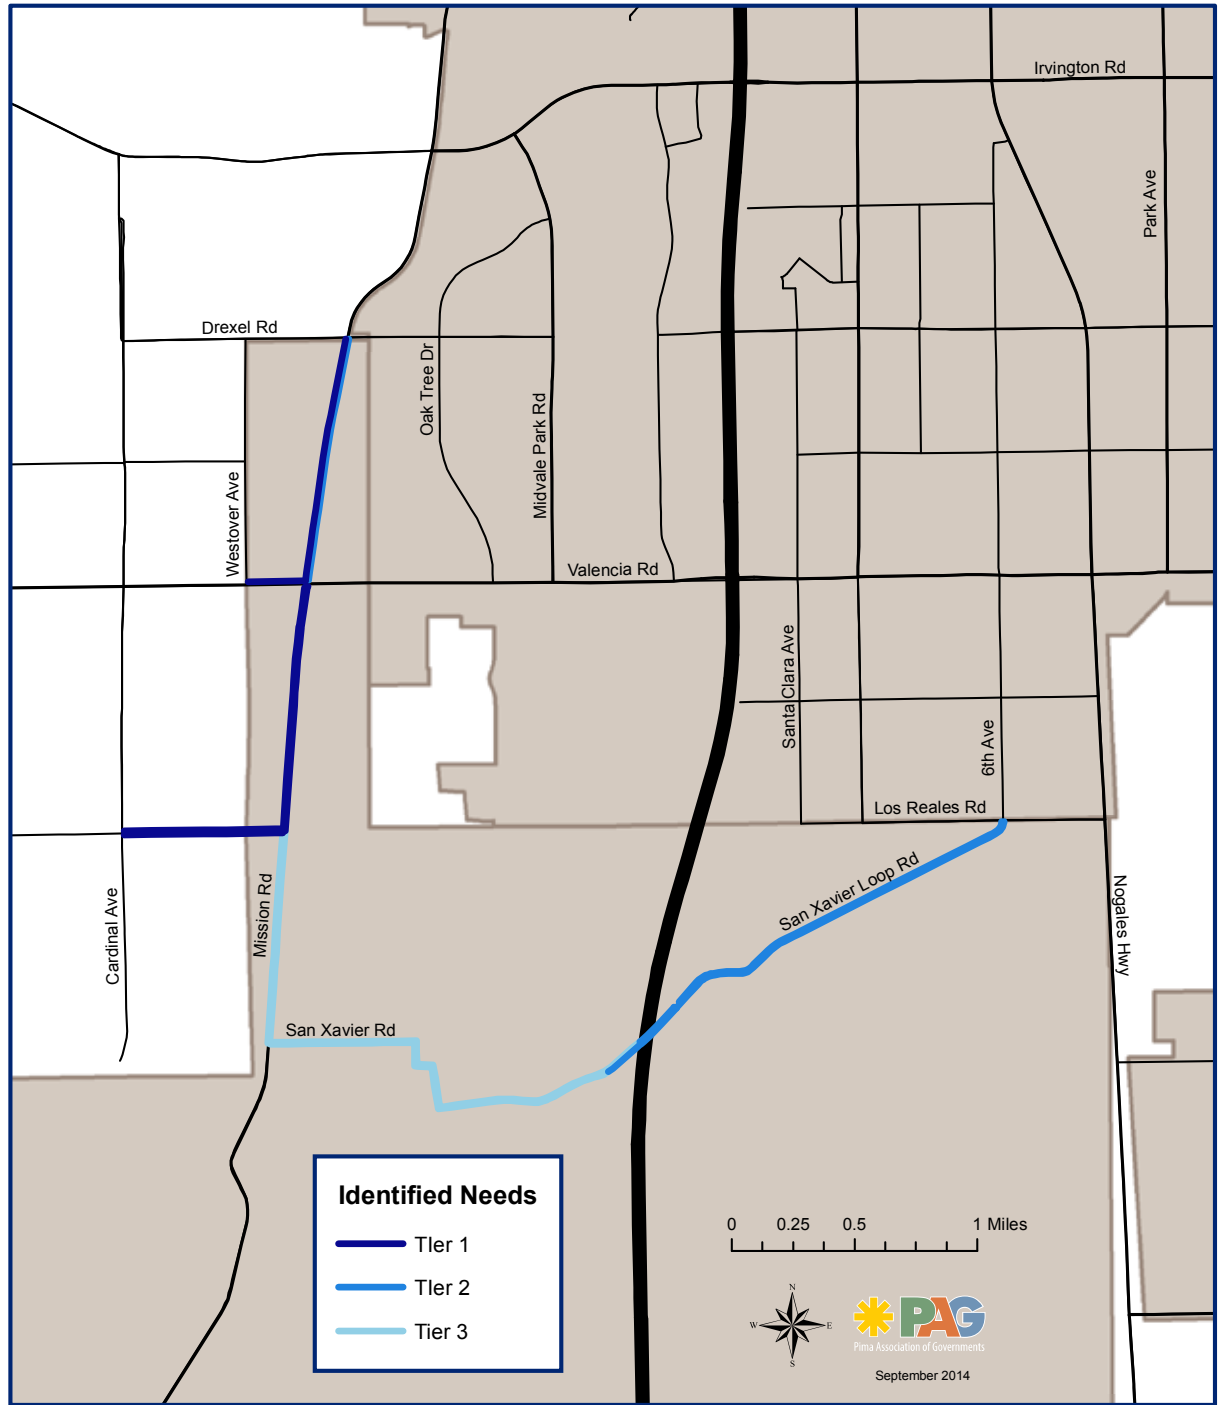 Irvington Rd
Park Ave
Drexel Rd
Oak Tree Dr
Midvale Park Rd
Westover Ave
Valencia Rd
Santa Clara Ave
6th Ave
Los Reales Rd
San Xavier Loop Rd
Mission Rd
Cardinal Ave
Nogales Hwy
San Xavier Rd
Identified Needs
TIer 1
TIer 2
Tier 3
0 0.25 0.5 1 Miles
N
W E
S
PAG
Pima Association of Governments
September 2014